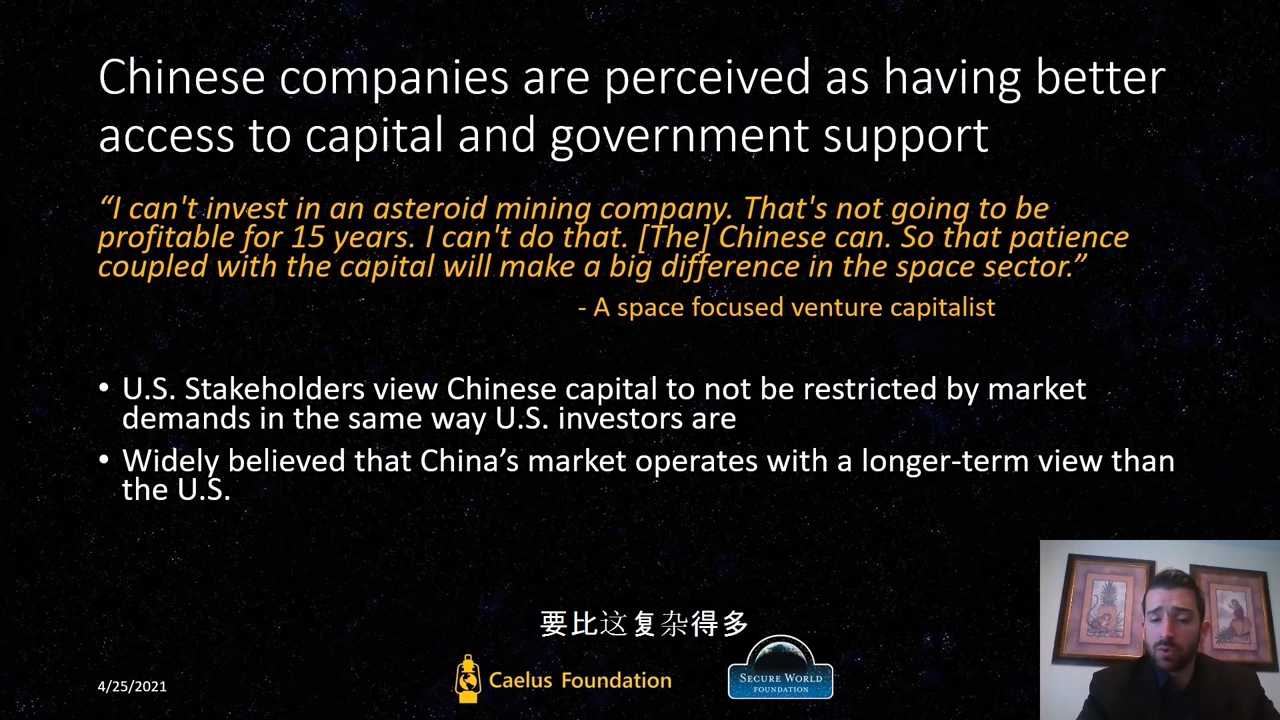 Chinese companies are perceived as having better
access to capital and government support
“I can't invest in an asteroid mining company. That's not going to be
profitable for 15 years. I can't do that. [The] Chinese can. So that patience
coupled with the capital will make a big difference in the space sector.”
- A space focused venture capitalist
• U.S. Stakeholders view Chinese capital to not be restricted by market
demands in the same way U.S. investors are
• Widely believed that China’s market operates with a longer-term view than
the U.S.
要比这复杂得多
4/25/2021
Caelus Foundation
SECURE WORLD
FOUNDATION